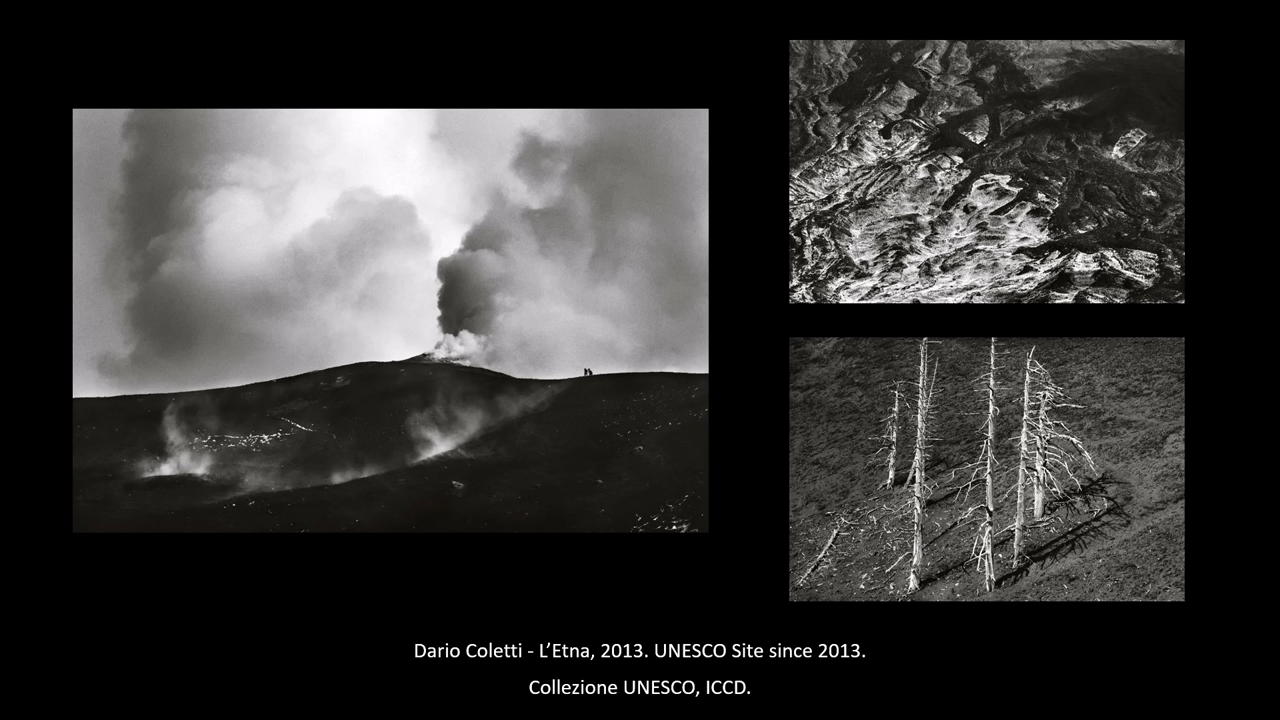 Dario Coletti - L’Etna, 2013. UNESCO Site since 2013.
Collezione UNESCO, ICCD.